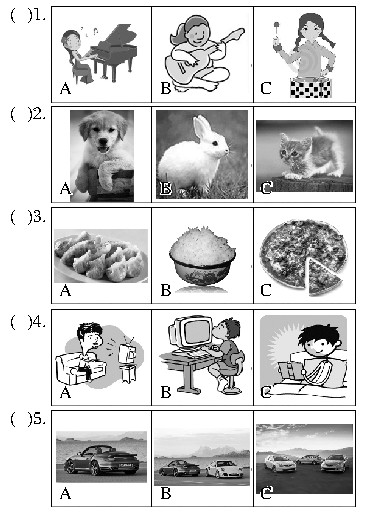 ( )1.
A B C
( )2.
A B C
( )3.
A B C
( )4.
A B C
( )5.
A B C